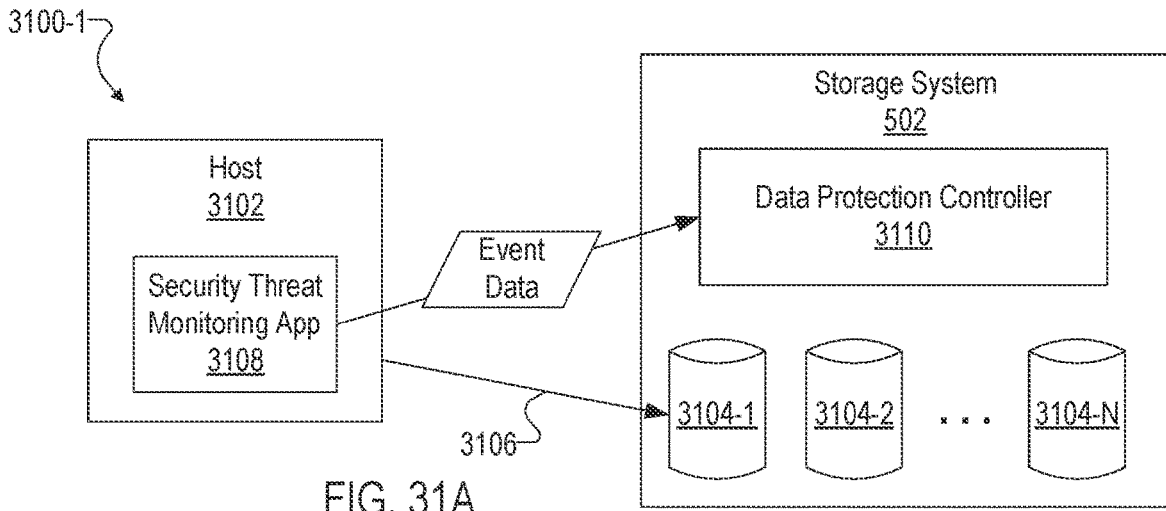 3100-1
Storage System
502
Host
3102
Data Protection Controller
3110
Event
Data
Security Threat
Monitoring App
3108
3104-1
3104-2
. . .
3104-N
3106
FIG. 31A